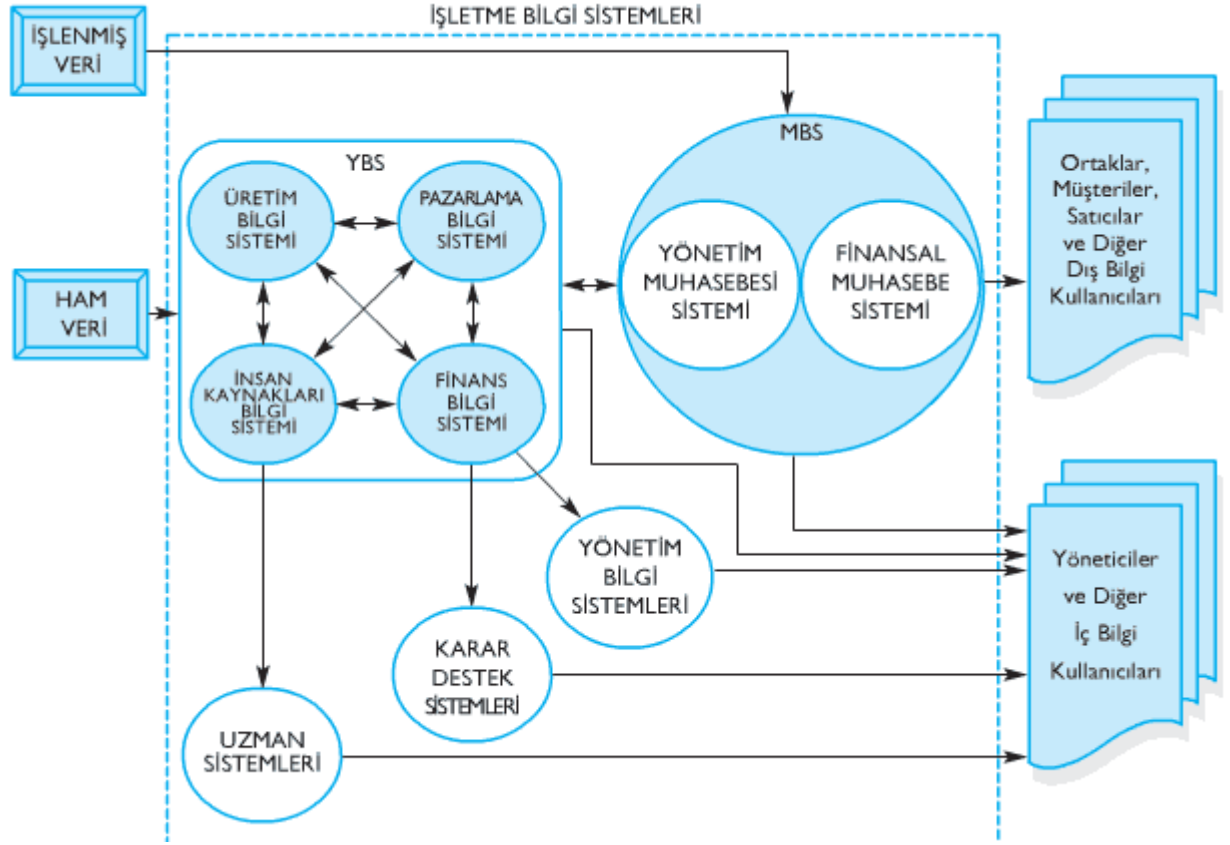 İŞLETME BİLGİ SİSTEMLERİ
İŞLENMİŞ
VERİ
HAM
VERİ
YBS
ÜRETİM
BİLGİ
SİSTEMİ
PAZARLAMA
BİLGİ
SİSTEMİ
İNSAN
KAYNAKLARI
BİLGİ
SİSTEMİ
FİNANS
BİLGİ
SİSTEMİ
MBS
YÖNETİM
MUHASEBESİ
SİSTEMİ
FİNANSAL
MUHASEBE
SİSTEMİ
Ortaklar,
Müşteriler,
Satıcılar
ve Diğer
Dış Bilgi
Kullanıcıları
YÖNETİM
BİLGİ
SİSTEMLERİ
KARAR
DESTEK
SİSTEMLERİ
UZMAN
SİSTEMLERİ
Yöneticiler
ve Diğer
İç Bilgi
Kullanıcıları